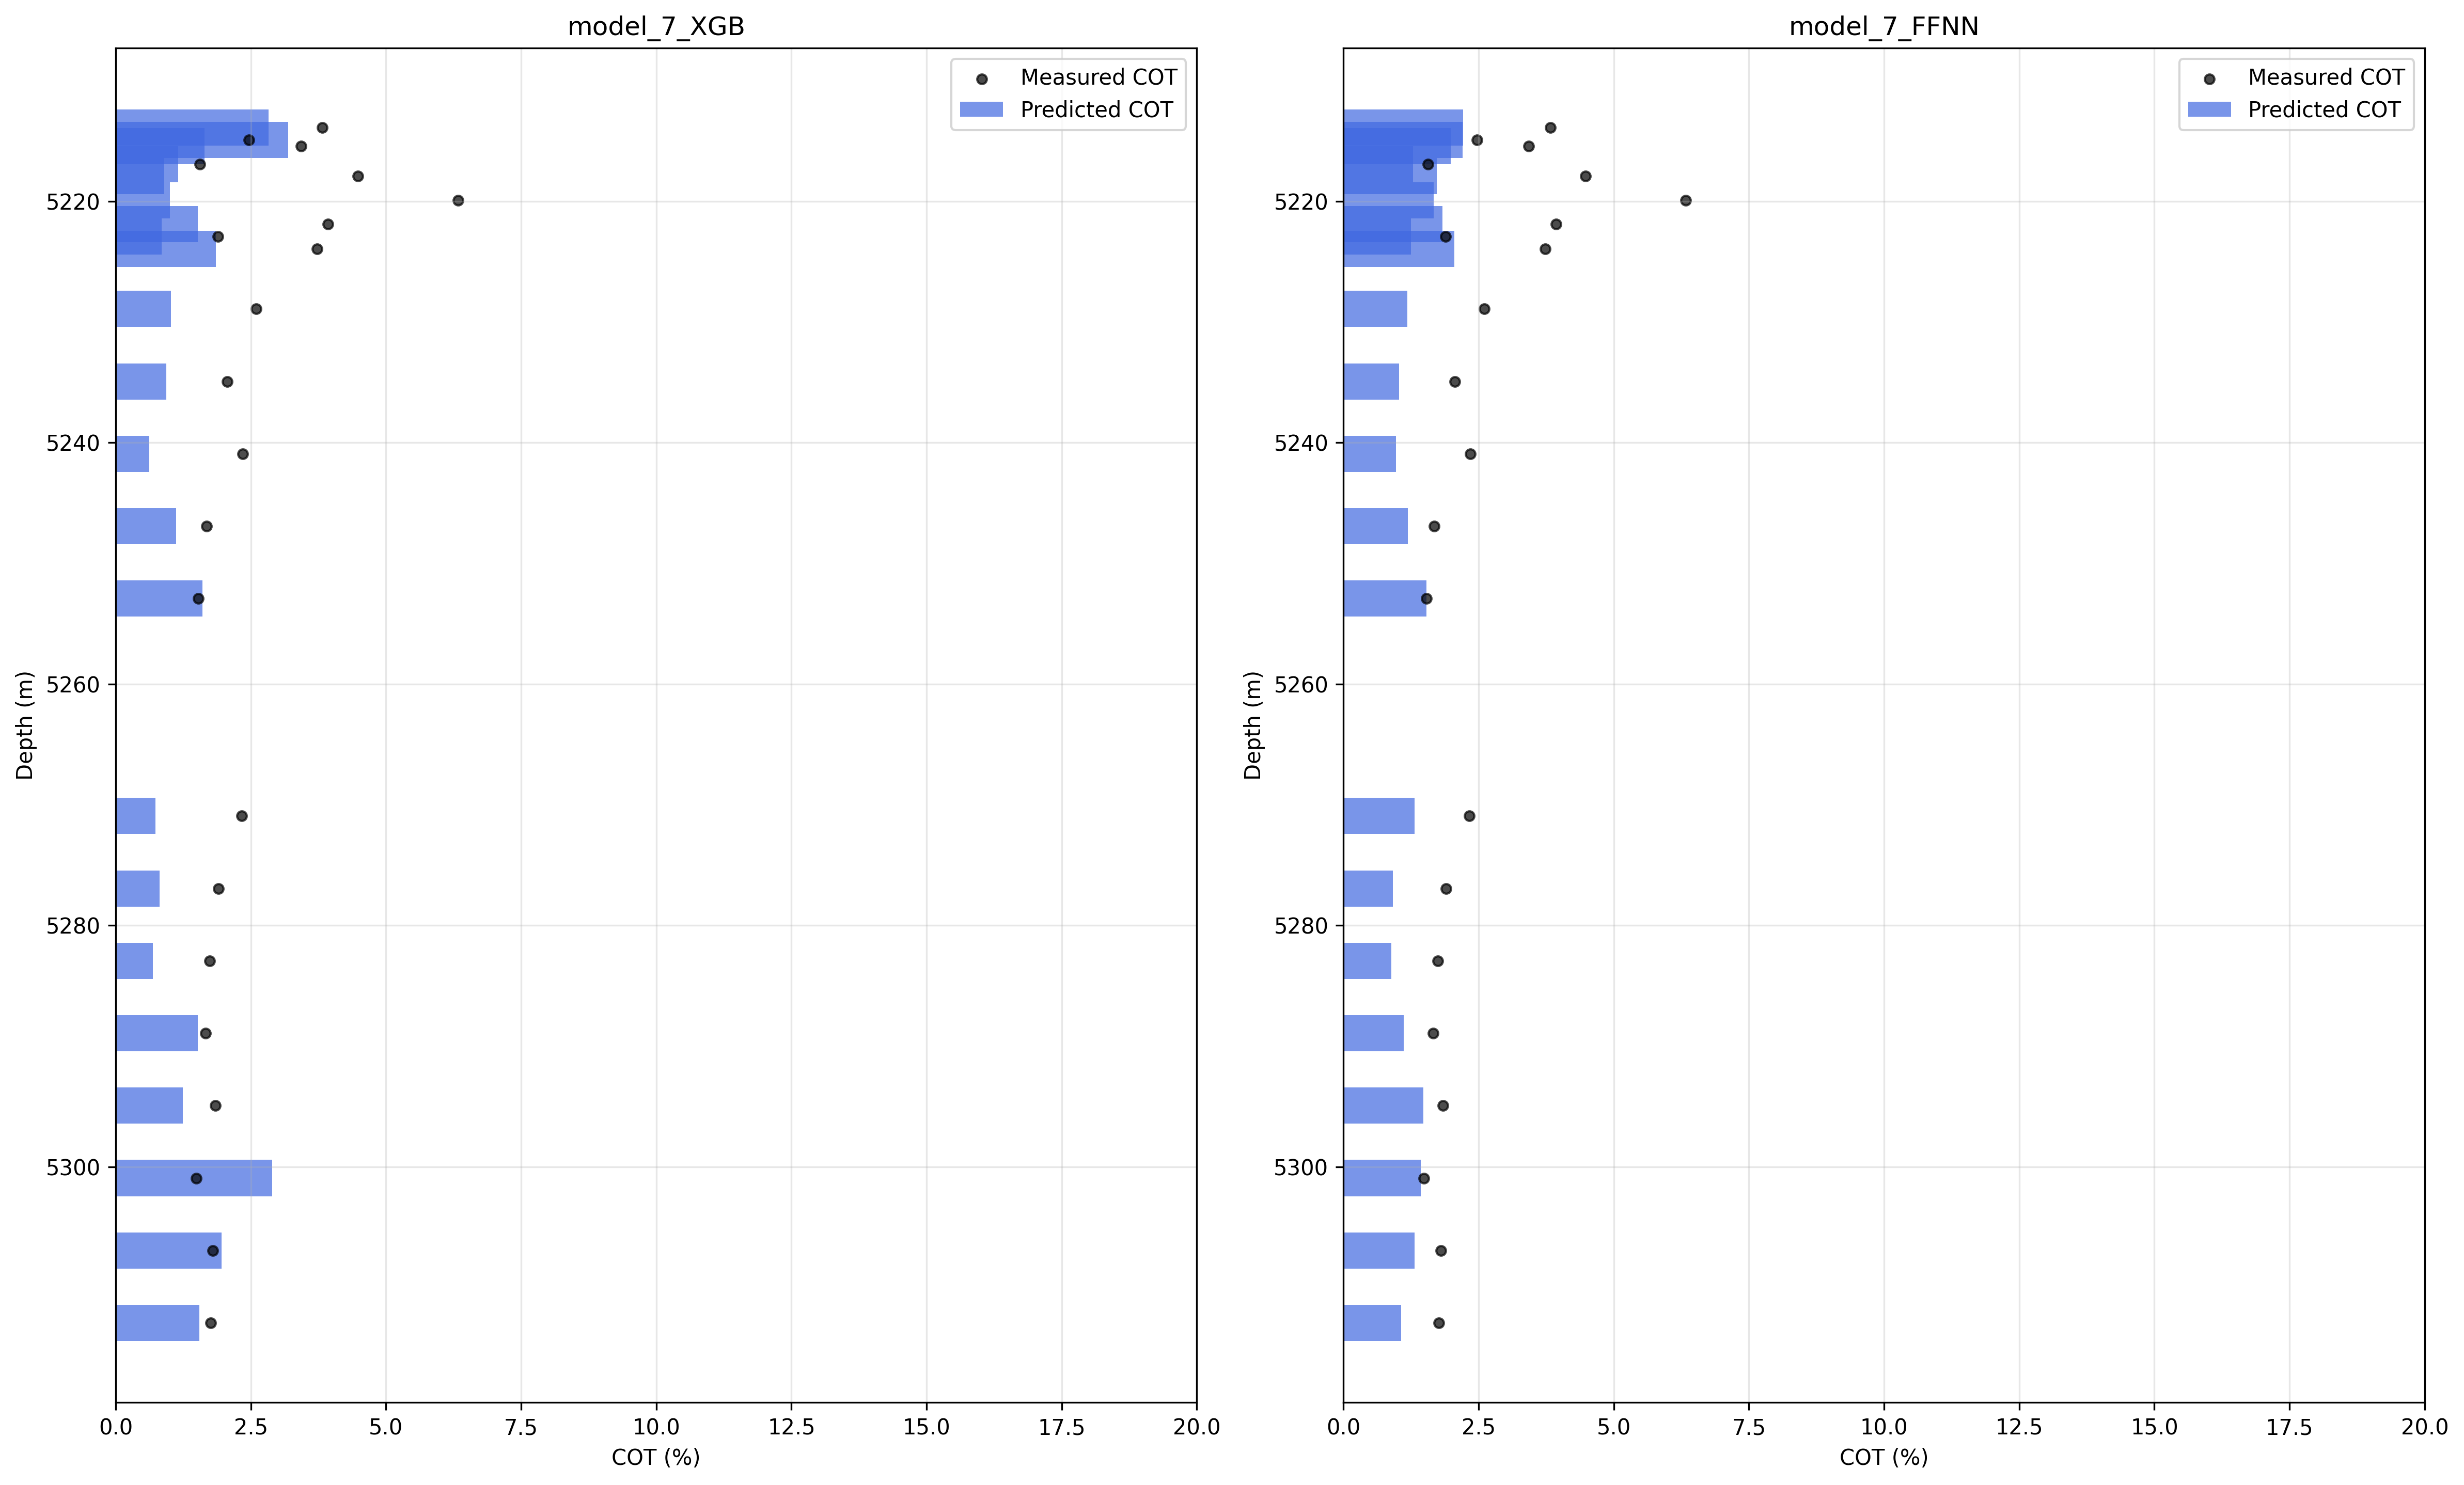 model_7_XGB
Measured COT
Predicted COT
Depth (m)
5220
5240
5260
5280
5300
0.0 2.5 5.0 7.5 10.0 12.5 15.0 17.5 20.0
COT (%)
model_7_FFNN
Measured COT
Predicted COT
Depth (m)
5220
5240
5260
5280
5300
0.0 2.5 5.0 7.5 10.0 12.5 15.0 17.5 20.0
COT (%)